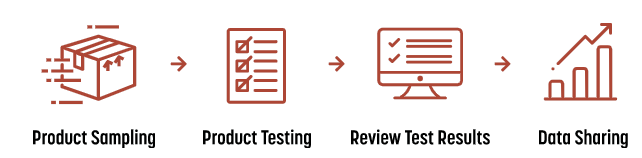 Product Sampling
Product Testing
Review Test Results
Data Sharing